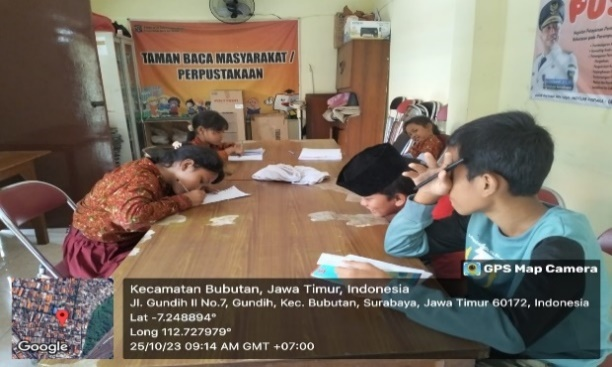 TAMAN BACA MASYARAKAT /
PERPUSTAKAAN
PUS
GPS Map Camera
Kecamatan Bubutan, Jawa Timur, Indonesia
Jl. Gundih II No.7, Gundih, Kec. Bubutan, Surabaya, Jawa Timur 60172, Indonesia
Lat -7.248894°
Long 112.727979°
25/10/23 09:14 AM GMT +07:00
Google